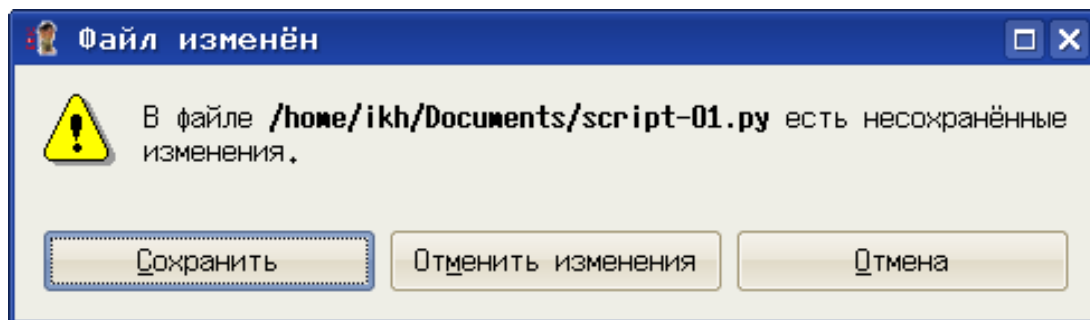 Файл изменён
В файле /home/ikh/Documents/script-01.py есть несохранённые
изменения.
Сохранить
Отменить изменения
Отмена